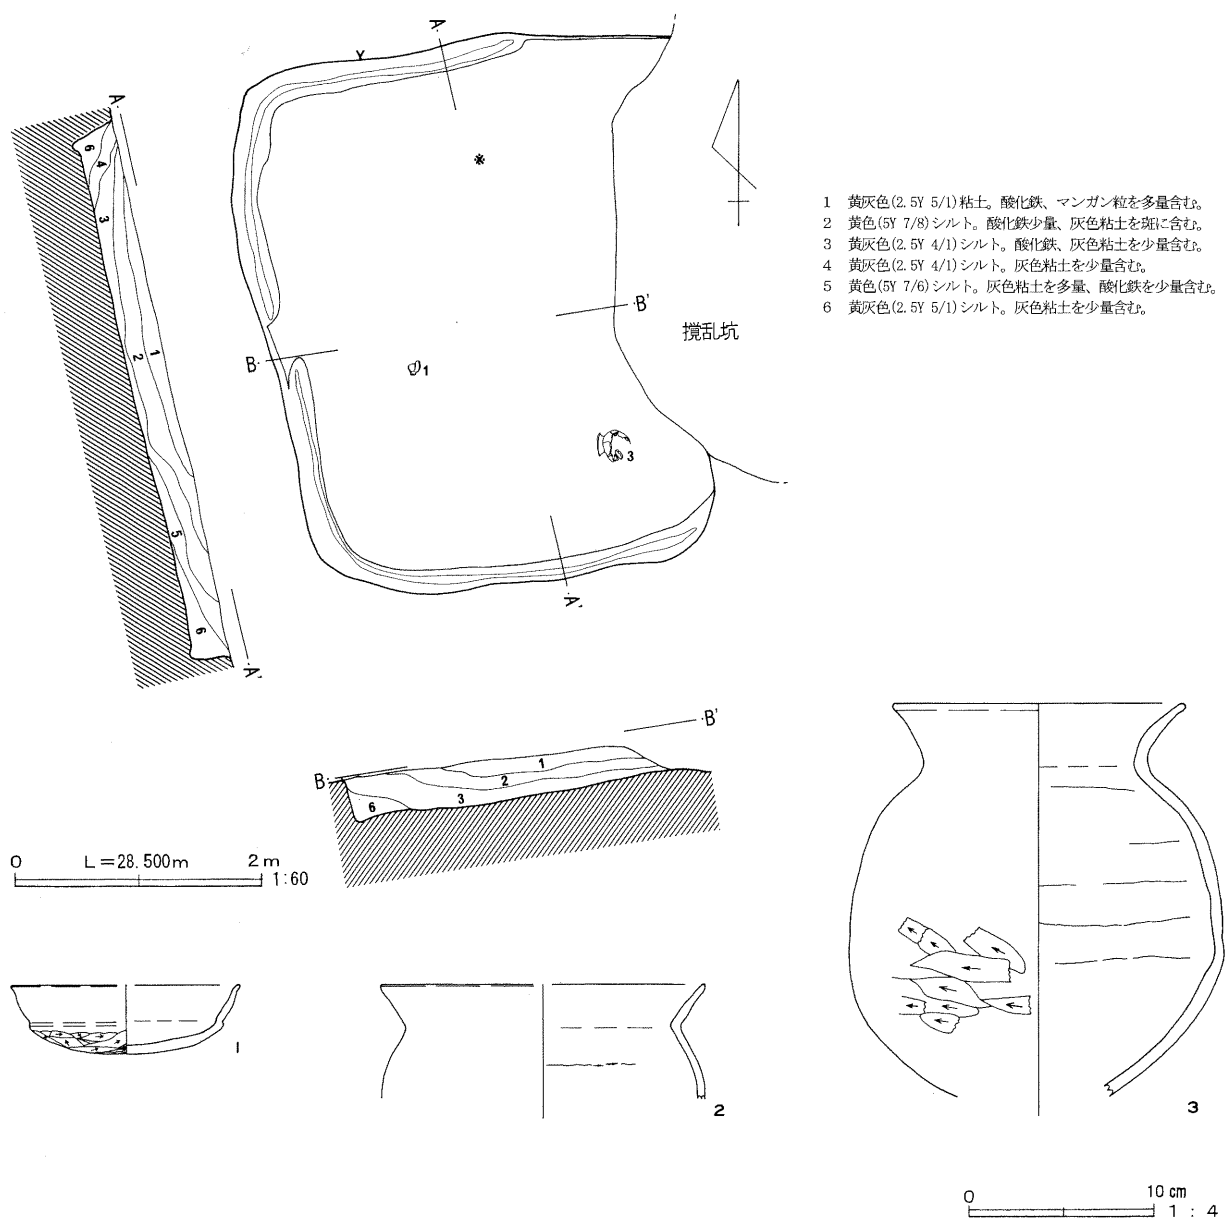 A.
A.
6
4
3
2
1
5
6
.A'
B.
.B'
1
3
.A'
撹乱坑
1 黄灰色(2.5Y 5/1)粘土。酸化鉄、マンガン粒を多量含む。
2 黄色(5Y 7/8)シルト。酸化鉄少量、灰色粘土を斑に含む。
3 黄灰色(2.5Y 4/1)シルト。酸化鉄、灰色粘土を少量含む。
4 黄灰色(2.5Y 4/1)シルト。灰色粘土を少量含む。
5 黄色(5Y 7/6)シルト。灰色粘土を多量、酸化鉄を少量含む。
6 黄灰色(2.5Y 5/1)シルト。灰色粘土を少量含む。
B.
.B'
1
2
3
6
0 L=28.500m 2m
1:60
1
2
3
0 10cm
1 : 4